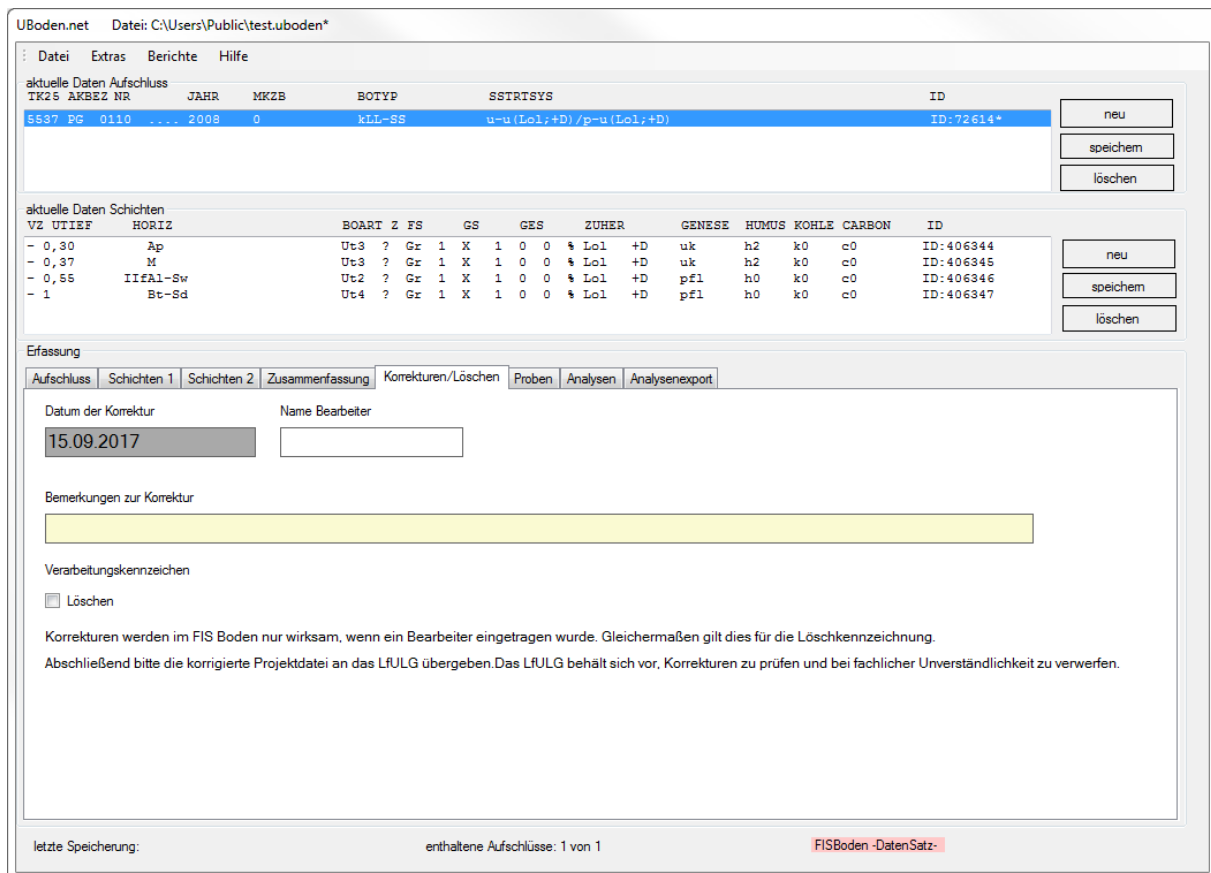 UBoden.net Datei: C:\Users\Public\test.uboden*
Datei Extras Berichte Hilfe
aktuelle Daten Aufschluss
TK25 AKBEZ NR JAHR MKZB BOTYP SSTRTSYS ID
5537 PG 0110 .... 2008 0 kLL-SS u-u(Lol;+D)/p-u(Lol;+D) ID:72614*
neu
speichern
löschen
aktuelle Daten Schichten
VZ UTIEF HORIZ BOART Z FS GS GES ZUHER GENESE HUMUS KOHLE CARBON ID
- 0,30 Ap Ut3 ? Gr 1 X 1 0 0 % Lol +D uk h2 k0 c0 ID:406344
- 0,37 M Ut3 ? Gr 1 X 1 0 0 % Lol +D uk h2 k0 c0 ID:406345
- 0,55 IIfAl-Sw Ut2 ? Gr 1 X 1 0 0 % Lol +D pfl h0 k0 c0 ID:406346
- 1 Bt-Sd Ut4 ? Gr 1 X 1 0 0 % Lol +D pfl h0 k0 c0 ID:406347
neu
speichern
löschen
Erfassung
Aufschluss Schichten 1 Schichten 2 Zusammenfassung Korrekturen/Löschen Proben Analysen Analysenexport
Datum der Korrektur Name Bearbeiter
15.09.2017
Bemerkungen zur Korrektur
Verarbeitungskennzeichen
Löschen
Korrekturen werden im FIS Boden nur wirksam, wenn ein Bearbeiter eingetragen wurde. Gleichermaßen gilt dies für die Löschkennzeichnung.
Abschließend bitte die korrigierte Projektdatei an das LfULG übergeben.Das LfULG behält sich vor, Korrekturen zu prüfen und bei fachlicher Unverständlichkeit zu verwerfen.
letzte Speicherung: enthaltene Aufschlüsse: 1 von 1 FISBoden -DatenSatz-